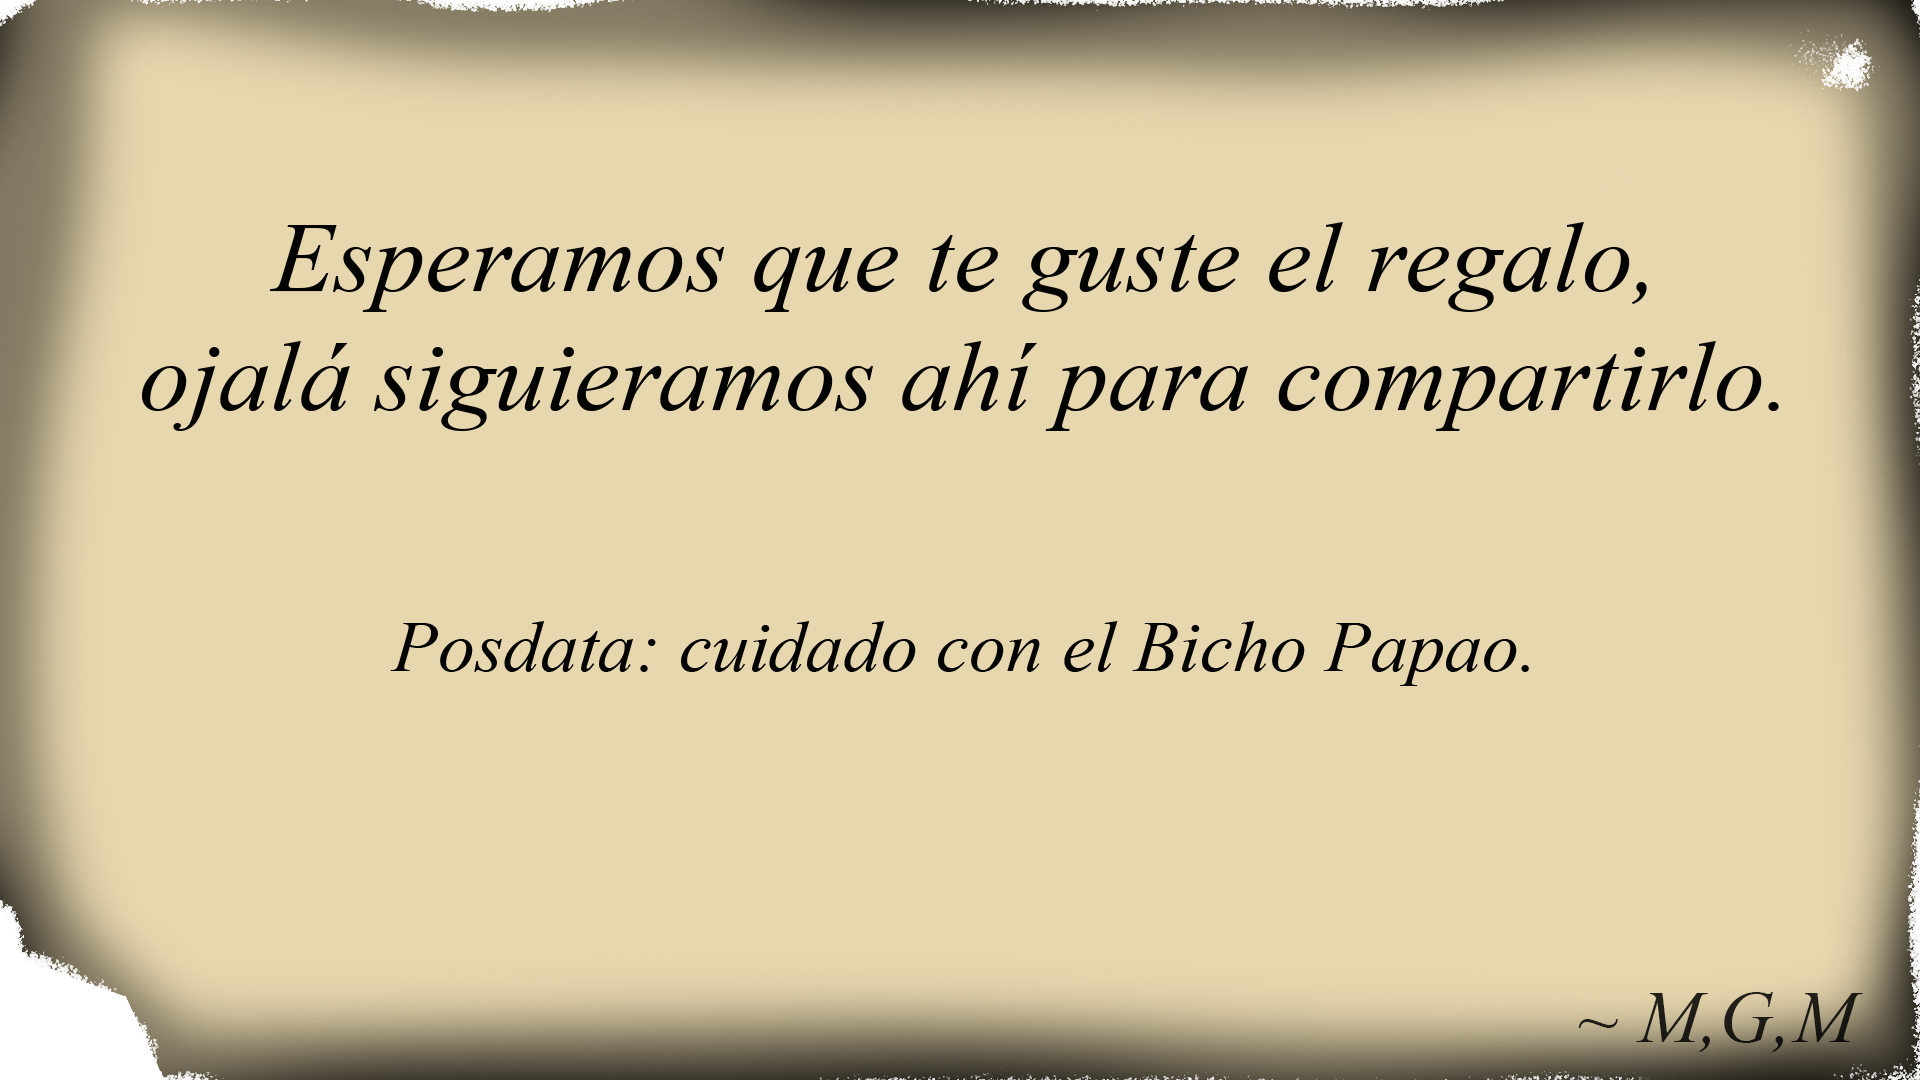 Esperamos que te guste el regalo,
ojalá siguieramos ahí para compartirlo.
Posdata: cuidado con el Bicho Papao.
~ M,G,M